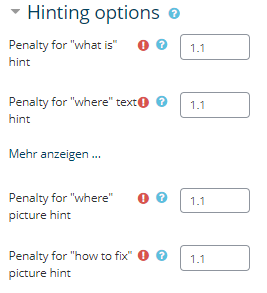 Hinting options
Penalty for "what is" 1.1
hint
Penalty for "where" text 1.1
hint
Mehr anzeigen ...
Penalty for "where" 1.1
picture hint
Penalty for "how to fix" 1.1
picture hint